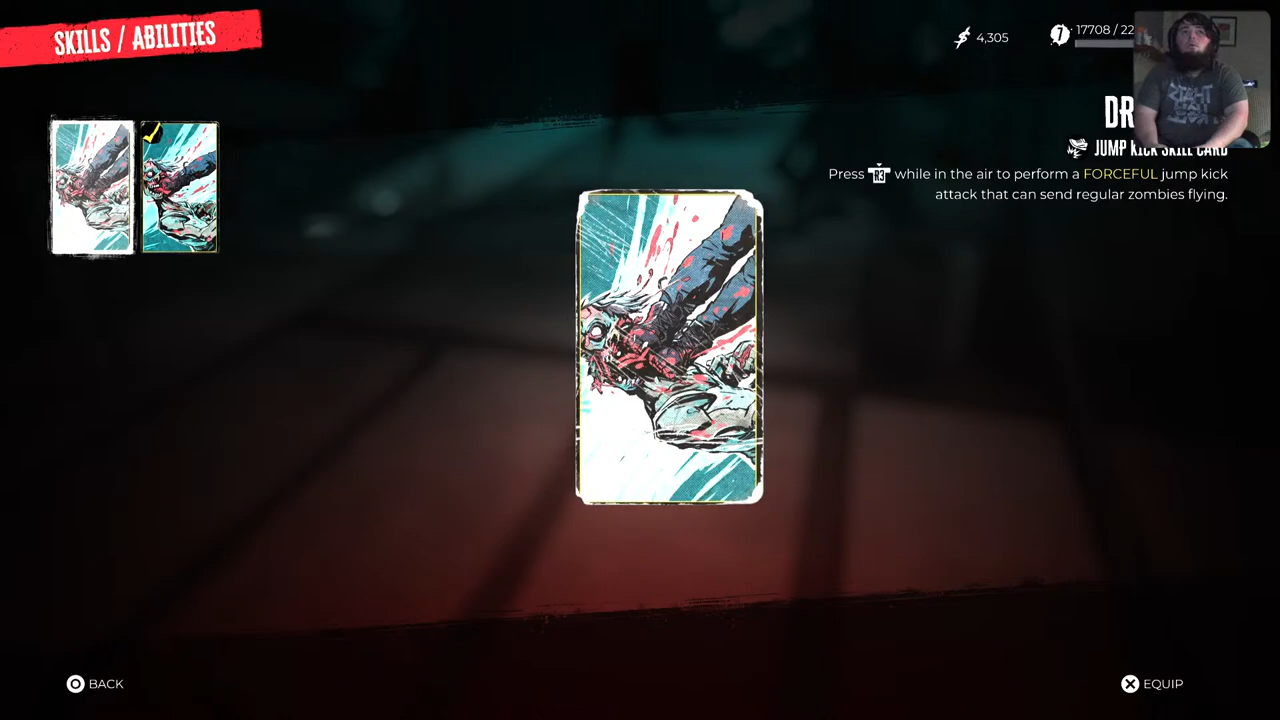 SKILLS / ABILITIES
4,305
7
17708 / 22
DR
JUMP KICK SKILL CARD
Press R3 while in the air to perform a FORCEFUL jump kick
attack that can send regular zombies flying.
BACK
EQUIP